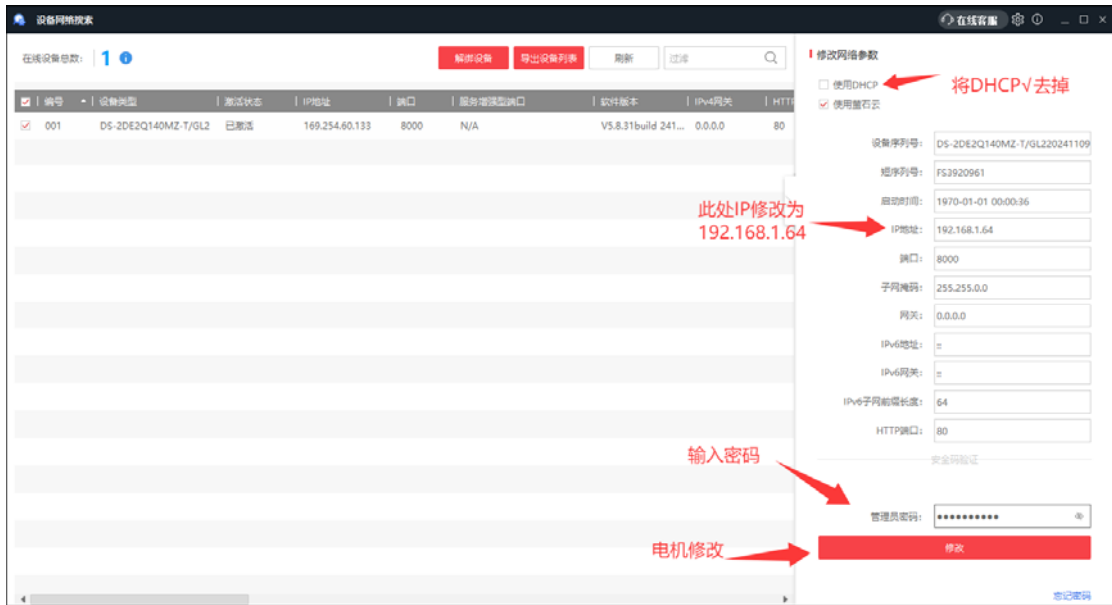 设备网络搜索
在线客服
在线设备总数: 1
解绑设备
导出设备列表
刷新
过滤
编号 设备类型 激活状态 IP地址 端口 服务增强型端口 软件版本 IPv4网关 HTTP
001 DS-2DE2Q140MZ-T/GL2 已激活 169.254.60.133 8000 N/A V5.8.31build 241... 0.0.0.0 80
修改网络参数
使用DHCP
将DHCP√去掉
使用萤石云
设备序列号: DS-2DE2Q140MZ-T/GL220241109
短序列号: FS3920961
启动时间: 1970-01-01 00:00:36
此处IP修改为
192.168.1.64
IP地址: 192.168.1.64
端口: 8000
子网掩码: 255.255.0.0
网关: 0.0.0.0
IPv6地址: ::
IPv6网关: ::
IPv6子网前缀长度: 64
HTTP端口: 80
安全码验证
输入密码
管理员密码: ●●●●●●●●●●
电机修改
修改
忘记密码